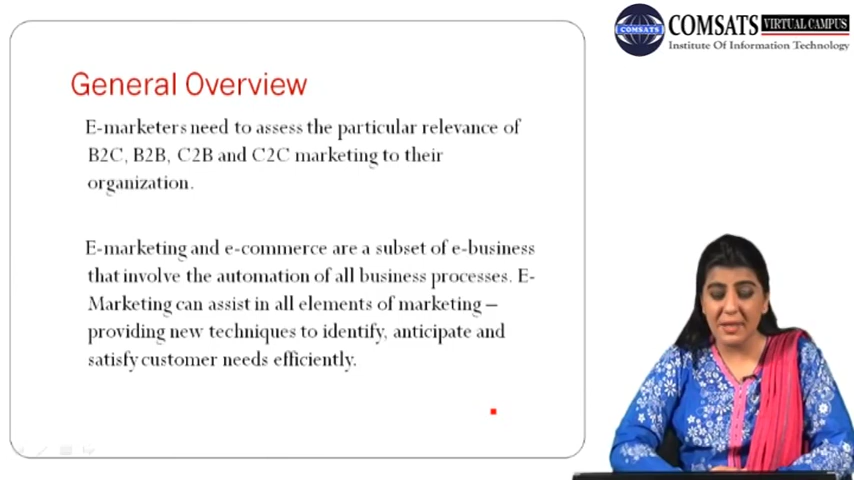 COMSATS VIRTUAL CAMPUS
Institute Of Information Technology
COMSATS
General Overview
E-marketers need to assess the particular relevance of
B2C, B2B, C2B and C2C marketing to their
organization.
E-marketing and e-commerce are a subset of e-business
that involve the automation of all business processes. E-
Marketing can assist in all elements of marketing –
providing new techniques to identify, anticipate and
satisfy customer needs efficiently.